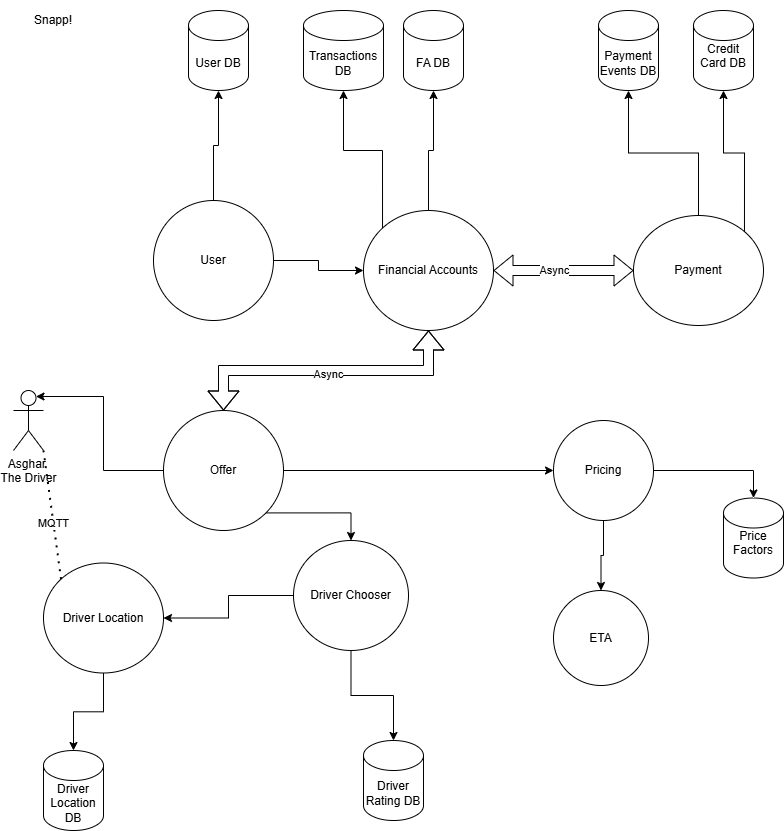 Snapp!
User DB
Transactions
DB
FA DB
Payment
Events DB
Credit
Card DB
User
Financial Accounts
Async
Payment
Async
Asghar,
The Driver
Offer
Pricing
MQTT
Price
Factors
Driver Location
Driver Chooser
ETA
Driver
Location
DB
Driver
Rating DB